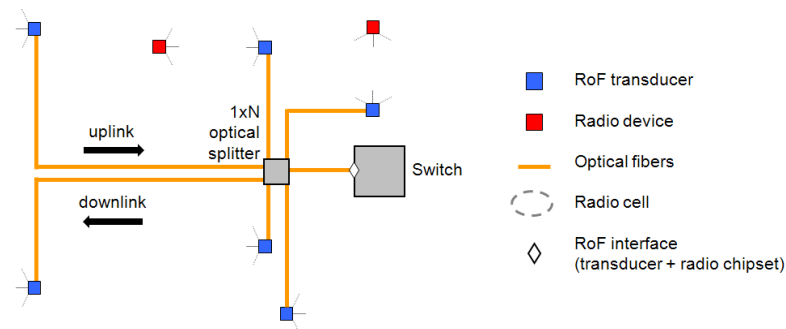 uplink
downlink
1xN
optical
splitter
Switch
RoF transducer
Radio device
Optical fibers
Radio cell
RoF interface
(transducer + radio chipset)